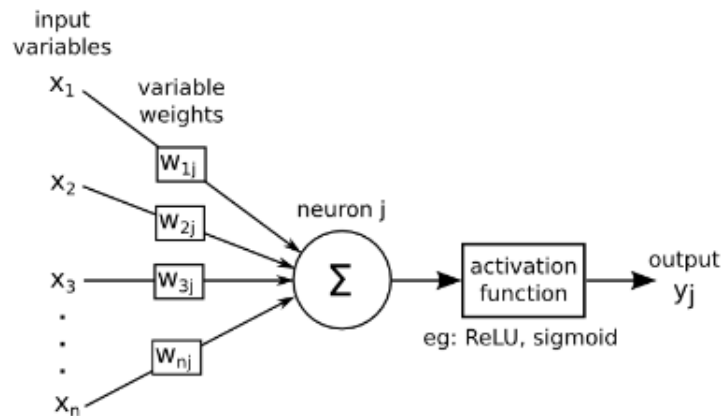 input
variables
x1
variable
weights
w1j
x2
w2j
neuron j
x3
w3j
Σ
activation
function
output
yj
eg: ReLU, sigmoid
wnj
xn